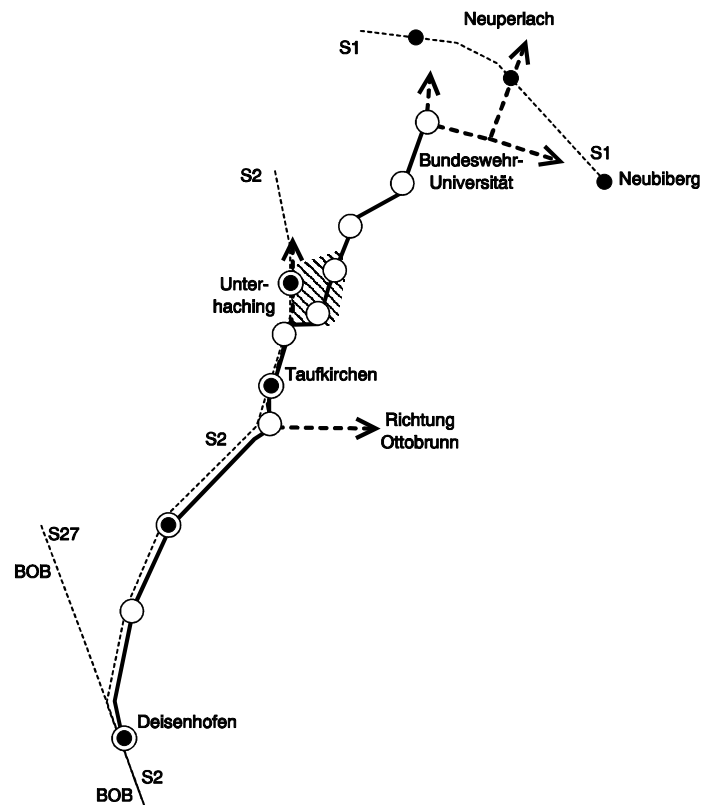 Neuperlach
S1
S1
Bundeswehr-
Universität
Neubiberg
S2
Unter-
haching
Taufkirchen
Richtung
Ottobrunn
S2
S27
BOB
Deisenhofen
S2
BOB